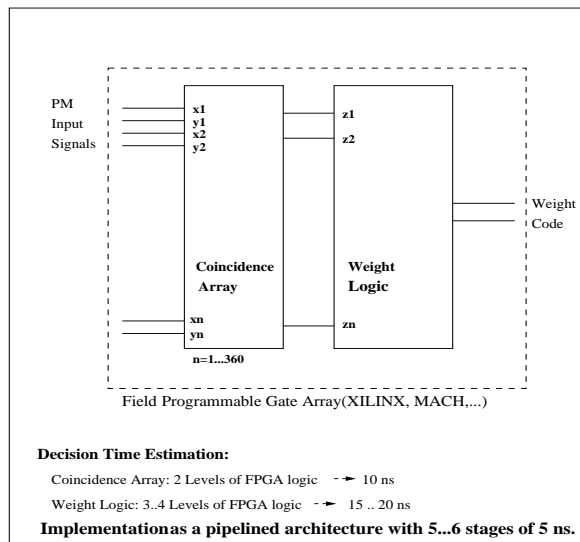 PM
Input
Signals
x1
y1
x2
y2
z1
z2
Weight
Code
Coincidence
Array
Weight
Logic
xn
yn
zn
n=1...360
Field Programmable Gate Array(XILINX, MACH,...)
Decision Time Estimation:
Coincidence Array: 2 Levels of FPGA logic 10 ns
Weight Logic: 3..4 Levels of FPGA logic 15 .. 20 ns
Implementationas a pipelined architecture with 5...6 stages of 5 ns.